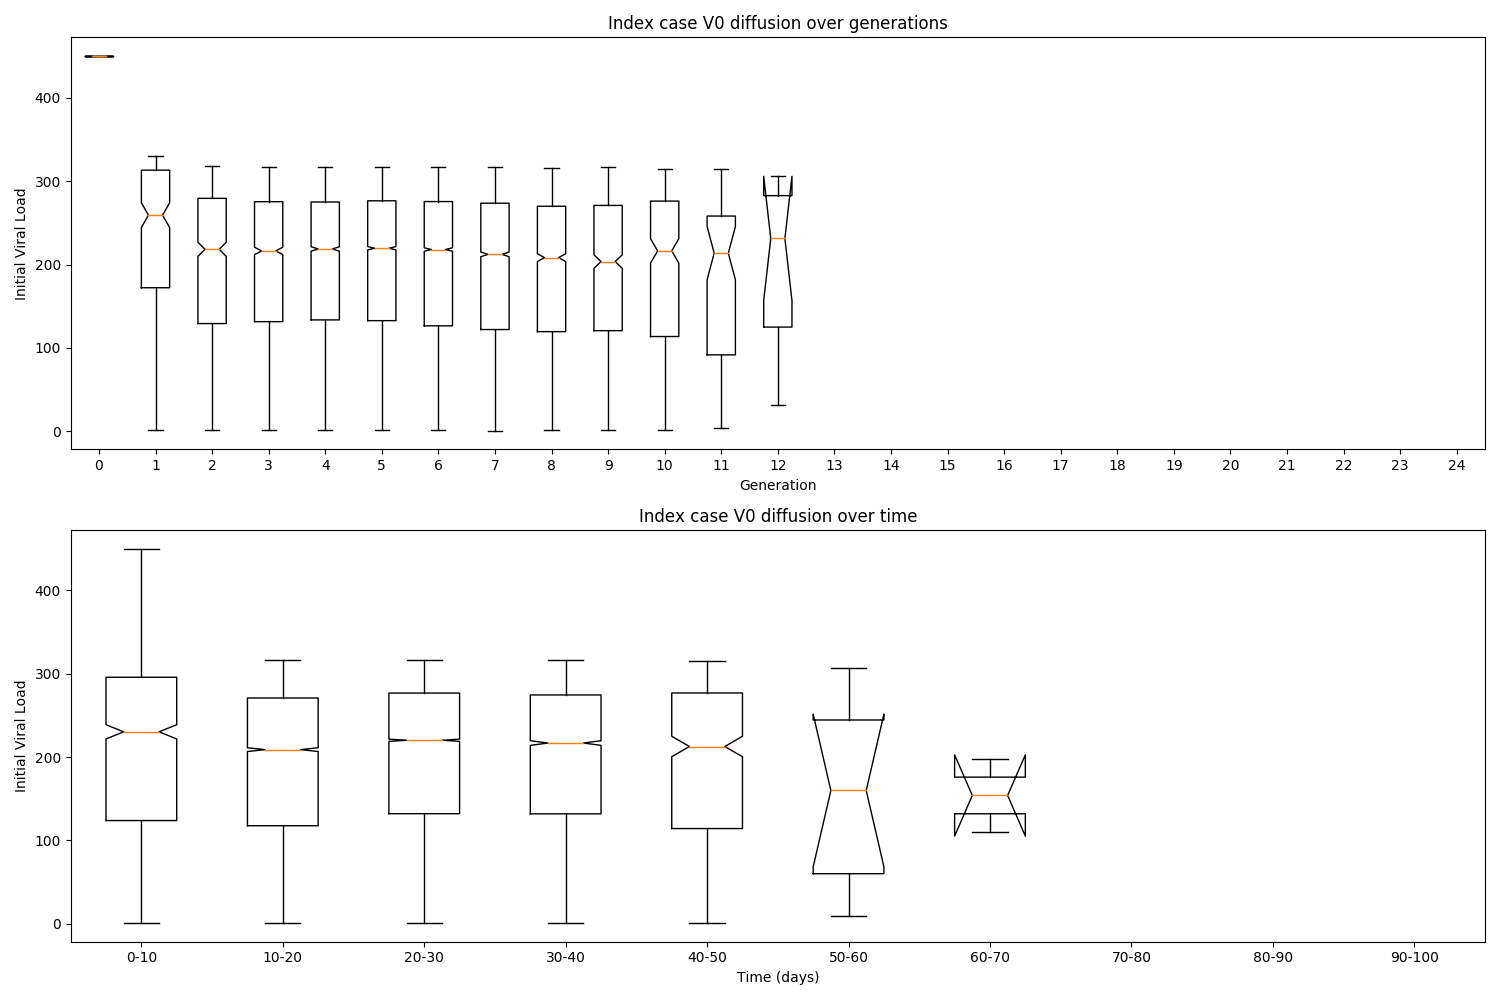 Index case V0 diffusion over generations
Initial Viral Load
400
300
200
100
0
0 1 2 3 4 5 6 7 8 9 10 11 12 13 14 15 16 17 18 19 20 21 22 23 24
Generation
Index case V0 diffusion over time
Initial Viral Load
400
300
200
100
0
0-10 10-20 20-30 30-40 40-50 50-60 60-70 70-80 80-90 90-100
Time (days)